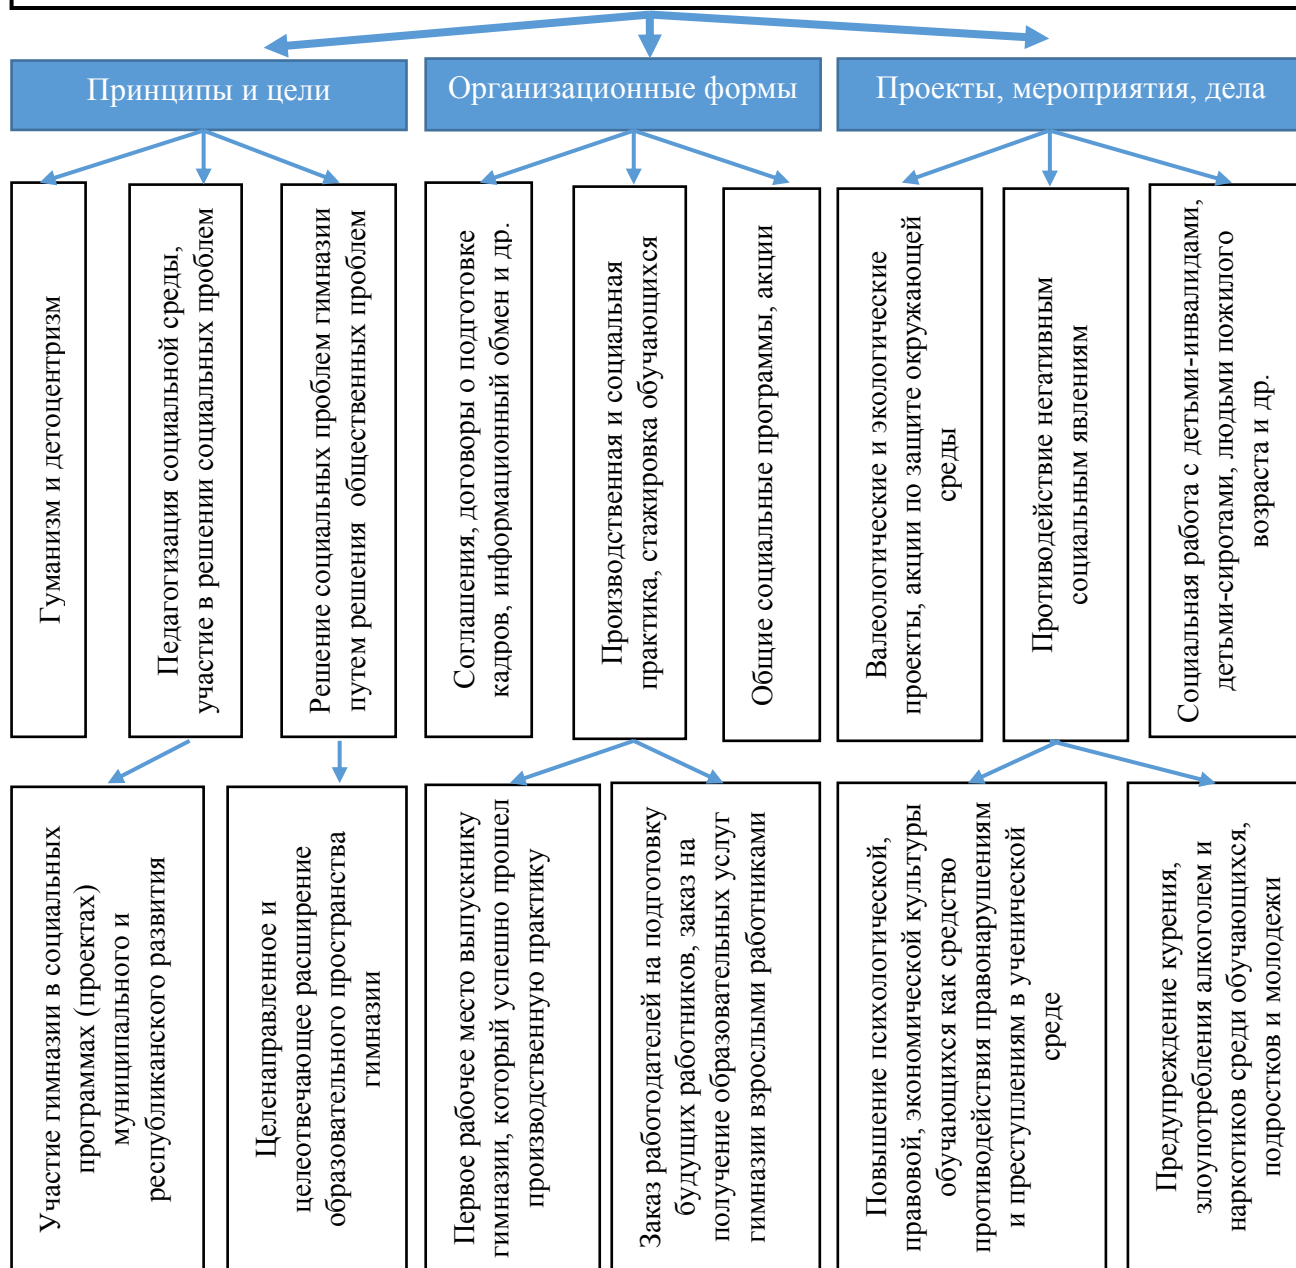 Принципы и цели
Организационные формы
Проекты, мероприятия, дела
Гуманизм и детоцентризм
Педагогизация социальной среды,
участие в решении социальных проблем
Решение социальных проблем гимназии
путем решения общественных проблем
Соглашения, договоры о подготовке
кадров, информационный обмен и др.
Производственная и социальная
практика, стажировка обучающихся
Общие социальные программы, акции
Валеологические и экологические
проекты, акции по защите окружающей
среды
Противодействие негативным
социальным явлениям
Социальная работа с детьми-инвалидами,
детьми-сиротами, людьми пожилого
возраста и др.
Участие гимназии в социальных
программах (проектах)
муниципального и
республиканского развития
Целенаправленное и
целеотвечающее расширение
образовательного пространства
гимназии
Первое рабочее место выпускнику
гимназии, который успешно прошел
производственную практику
Заказ работодателей на подготовку
будущих работников, заказ на
получение образовательных услуг
гимназии взрослыми работниками
Повышение психологической,
правовой, экономической культуры
обучающихся как средство
противодействия правонарушениям
и преступлениям в ученической
среде
Предупреждение курения,
злоупотребления алкоголем и
наркотиков среди обучающихся,
подростков и молодежи